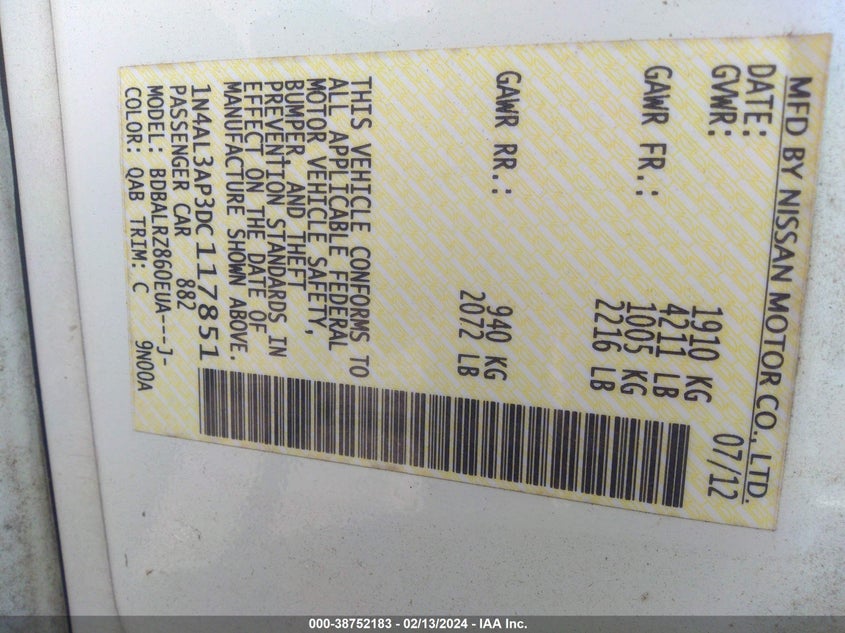 MFD BY NISSAN MOTOR CO., LTD.
DATE: 07/12
GVWR: 1910 KG
4211 LB
GAWR FR.: 1005 KG
2216 LB
GAWR RR.: 940 KG
2072 LB
THIS VEHICLE CONFORMS TO
ALL APPLICABLE FEDERAL
MOTOR VEHICLE SAFETY,
BUMPER, AND THEFT
PREVENTION STANDARDS IN
EFFECT ON THE DATE OF
MANUFACTURE SHOWN ABOVE.
1N4AL3AP3DC117851
PASSENGER CAR 882
MODEL: BDBALRZ860EUA---J-
COLOR: QAB TRIM: C 9N00A
000-38752183 - 02/13/2024 - IAA Inc.